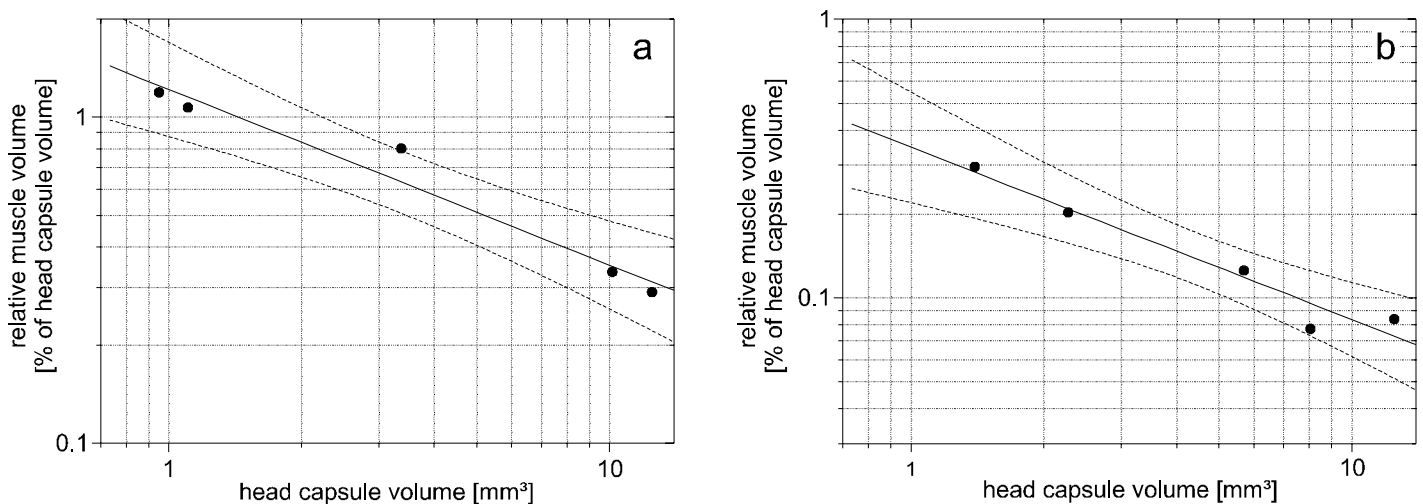 a
relative muscle volume
[% of head capsule volume]
1
0.1
1
10
head capsule volume [mm³]
b
relative muscle volume
[% of head capsule volume]
1
0.1
1
10
head capsule volume [mm³]